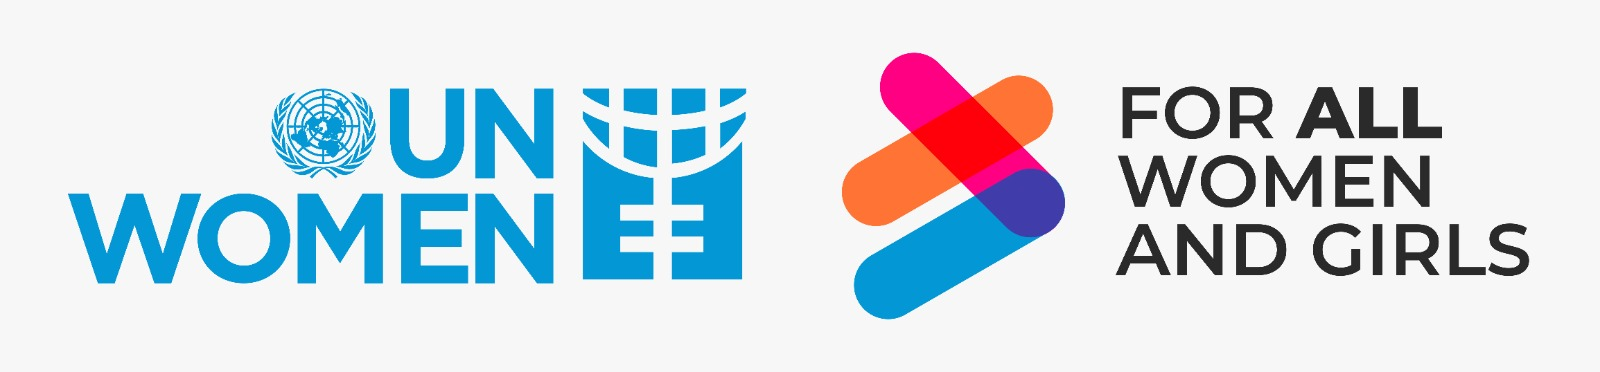 UN
WOMEN
FOR ALL
WOMEN
AND GIRLS